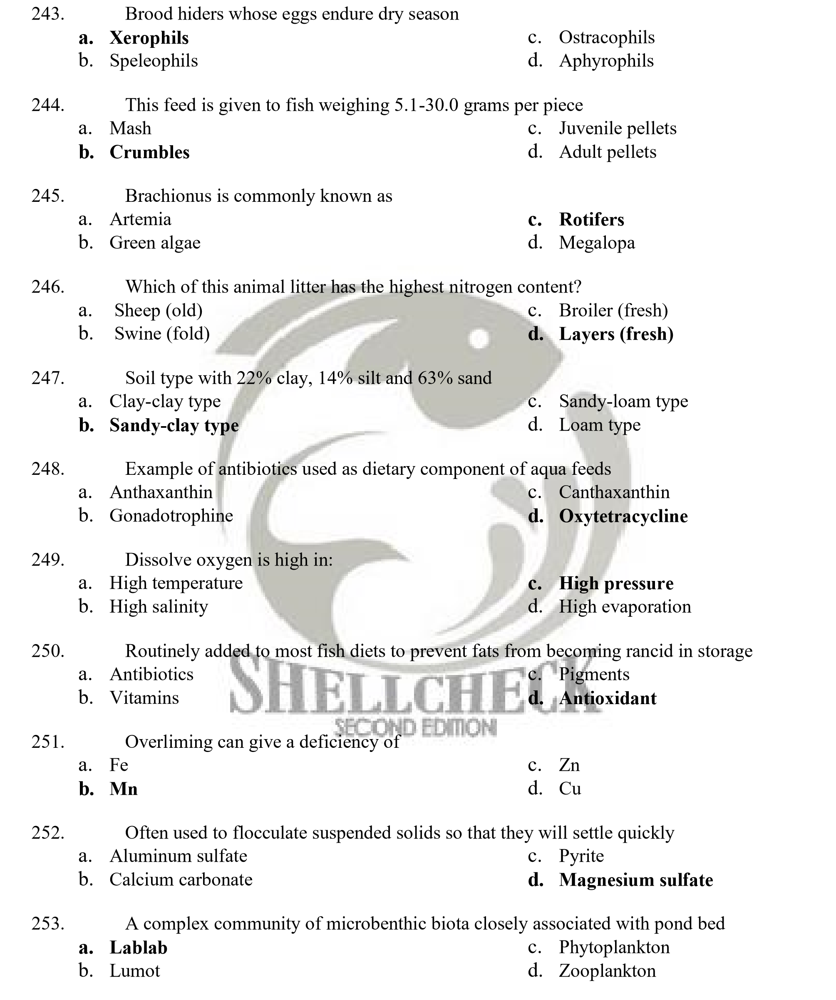 243. Brood hiders whose eggs endure dry season
a. Xerophils
b. Speleophils
c. Ostracophils
d. Aphyrophils
244. This feed is given to fish weighing 5.1-30.0 grams per piece
a. Mash
b. Crumbles
c. Juvenile pellets
d. Adult pellets
245. Brachionus is commonly known as
a. Artemia
b. Green algae
c. Rotifers
d. Megalopa
246. Which of this animal litter has the highest nitrogen content?
a. Sheep (old)
b. Swine (fold)
c. Broiler (fresh)
d. Layers (fresh)
247. Soil type with 22% clay, 14% silt and 63% sand
a. Clay-clay type
b. Sandy-clay type
c. Sandy-loam type
d. Loam type
248. Example of antibiotics used as dietary component of aqua feeds
a. Anthaxanthin
b. Gonadotrophine
c. Canthaxanthin
d. Oxytetracycline
249. Dissolve oxygen is high in:
a. High temperature
b. High salinity
c. High pressure
d. High evaporation
250. Routinely added to most fish diets to prevent fats from becoming rancid in storage
a. Antibiotics
b. Vitamins
c. Pigments
d. Antioxidant
SHELLCHECK
SECOND EDITION
251. Overliming can give a deficiency of
a. Fe
b. Mn
c. Zn
d. Cu
252. Often used to flocculate suspended solids so that they will settle quickly
a. Aluminum sulfate
b. Calcium carbonate
c. Pyrite
d. Magnesium sulfate
253. A complex community of microbenthic biota closely associated with pond bed
a. Lablab
b. Lumot
c. Phytoplankton
d. Zooplankton